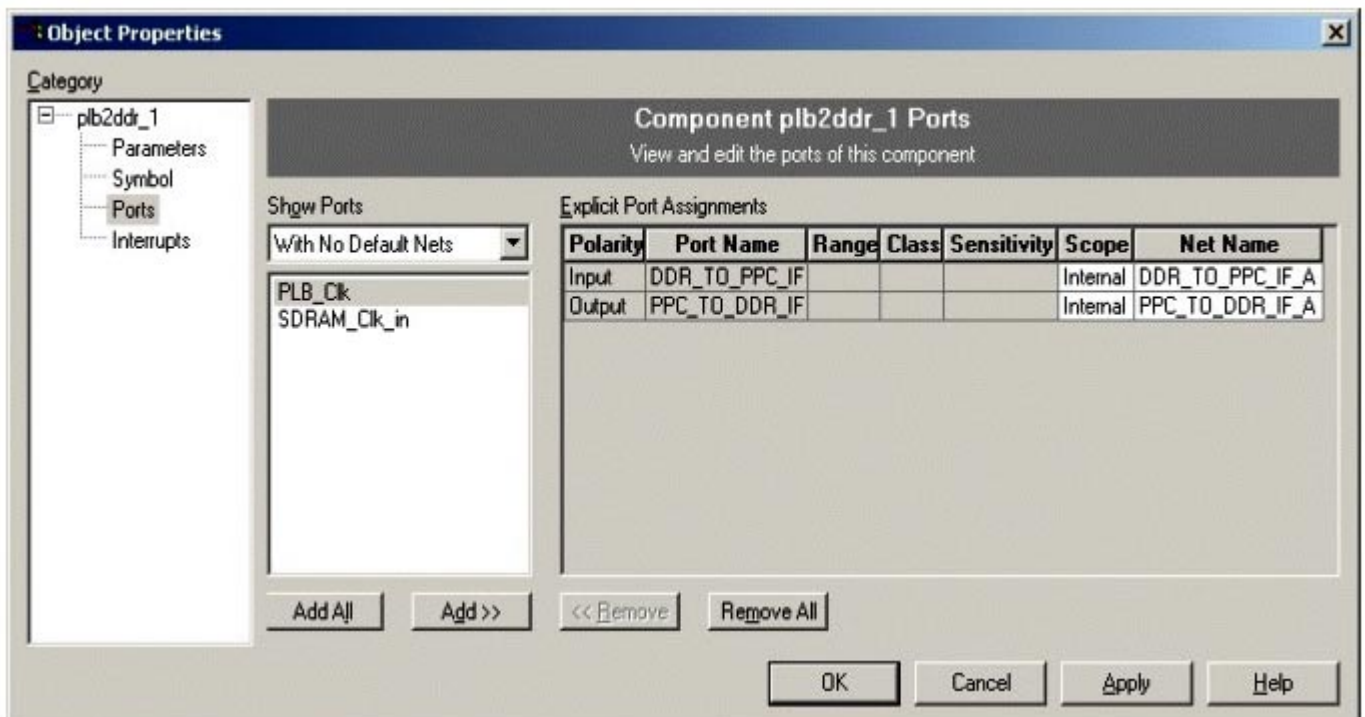 Object Properties
Category
plb2ddr_1
Parameters
Symbol
Ports
Interrupts
Component plb2ddr_1 Ports
View and edit the ports of this component
Show Ports
With No Default Nets
PLB_Clk
SDRAM_Clk_in
Explicit Port Assignments
Polarity Port Name Range Class Sensitivity Scope Net Name
Input DDR_TO_PPC_IF Internal DDR_TO_PPC_IF_A
Output PPC_TO_DDR_IF Internal PPC_TO_DDR_IF_A
Add All Add >> << Remove Remove All
OK Cancel Apply Help